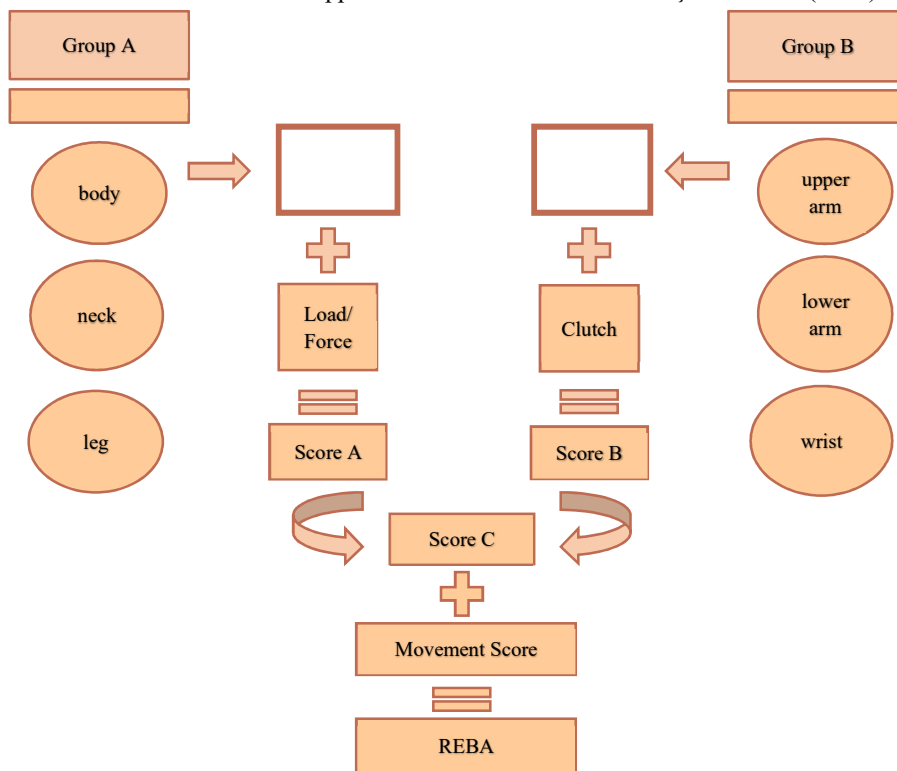 Group A
Group B
body
upper
arm
neck
Load/
Force
Clutch
lower
arm
leg
Score A
Score B
wrist
Score C
Movement Score
REBA